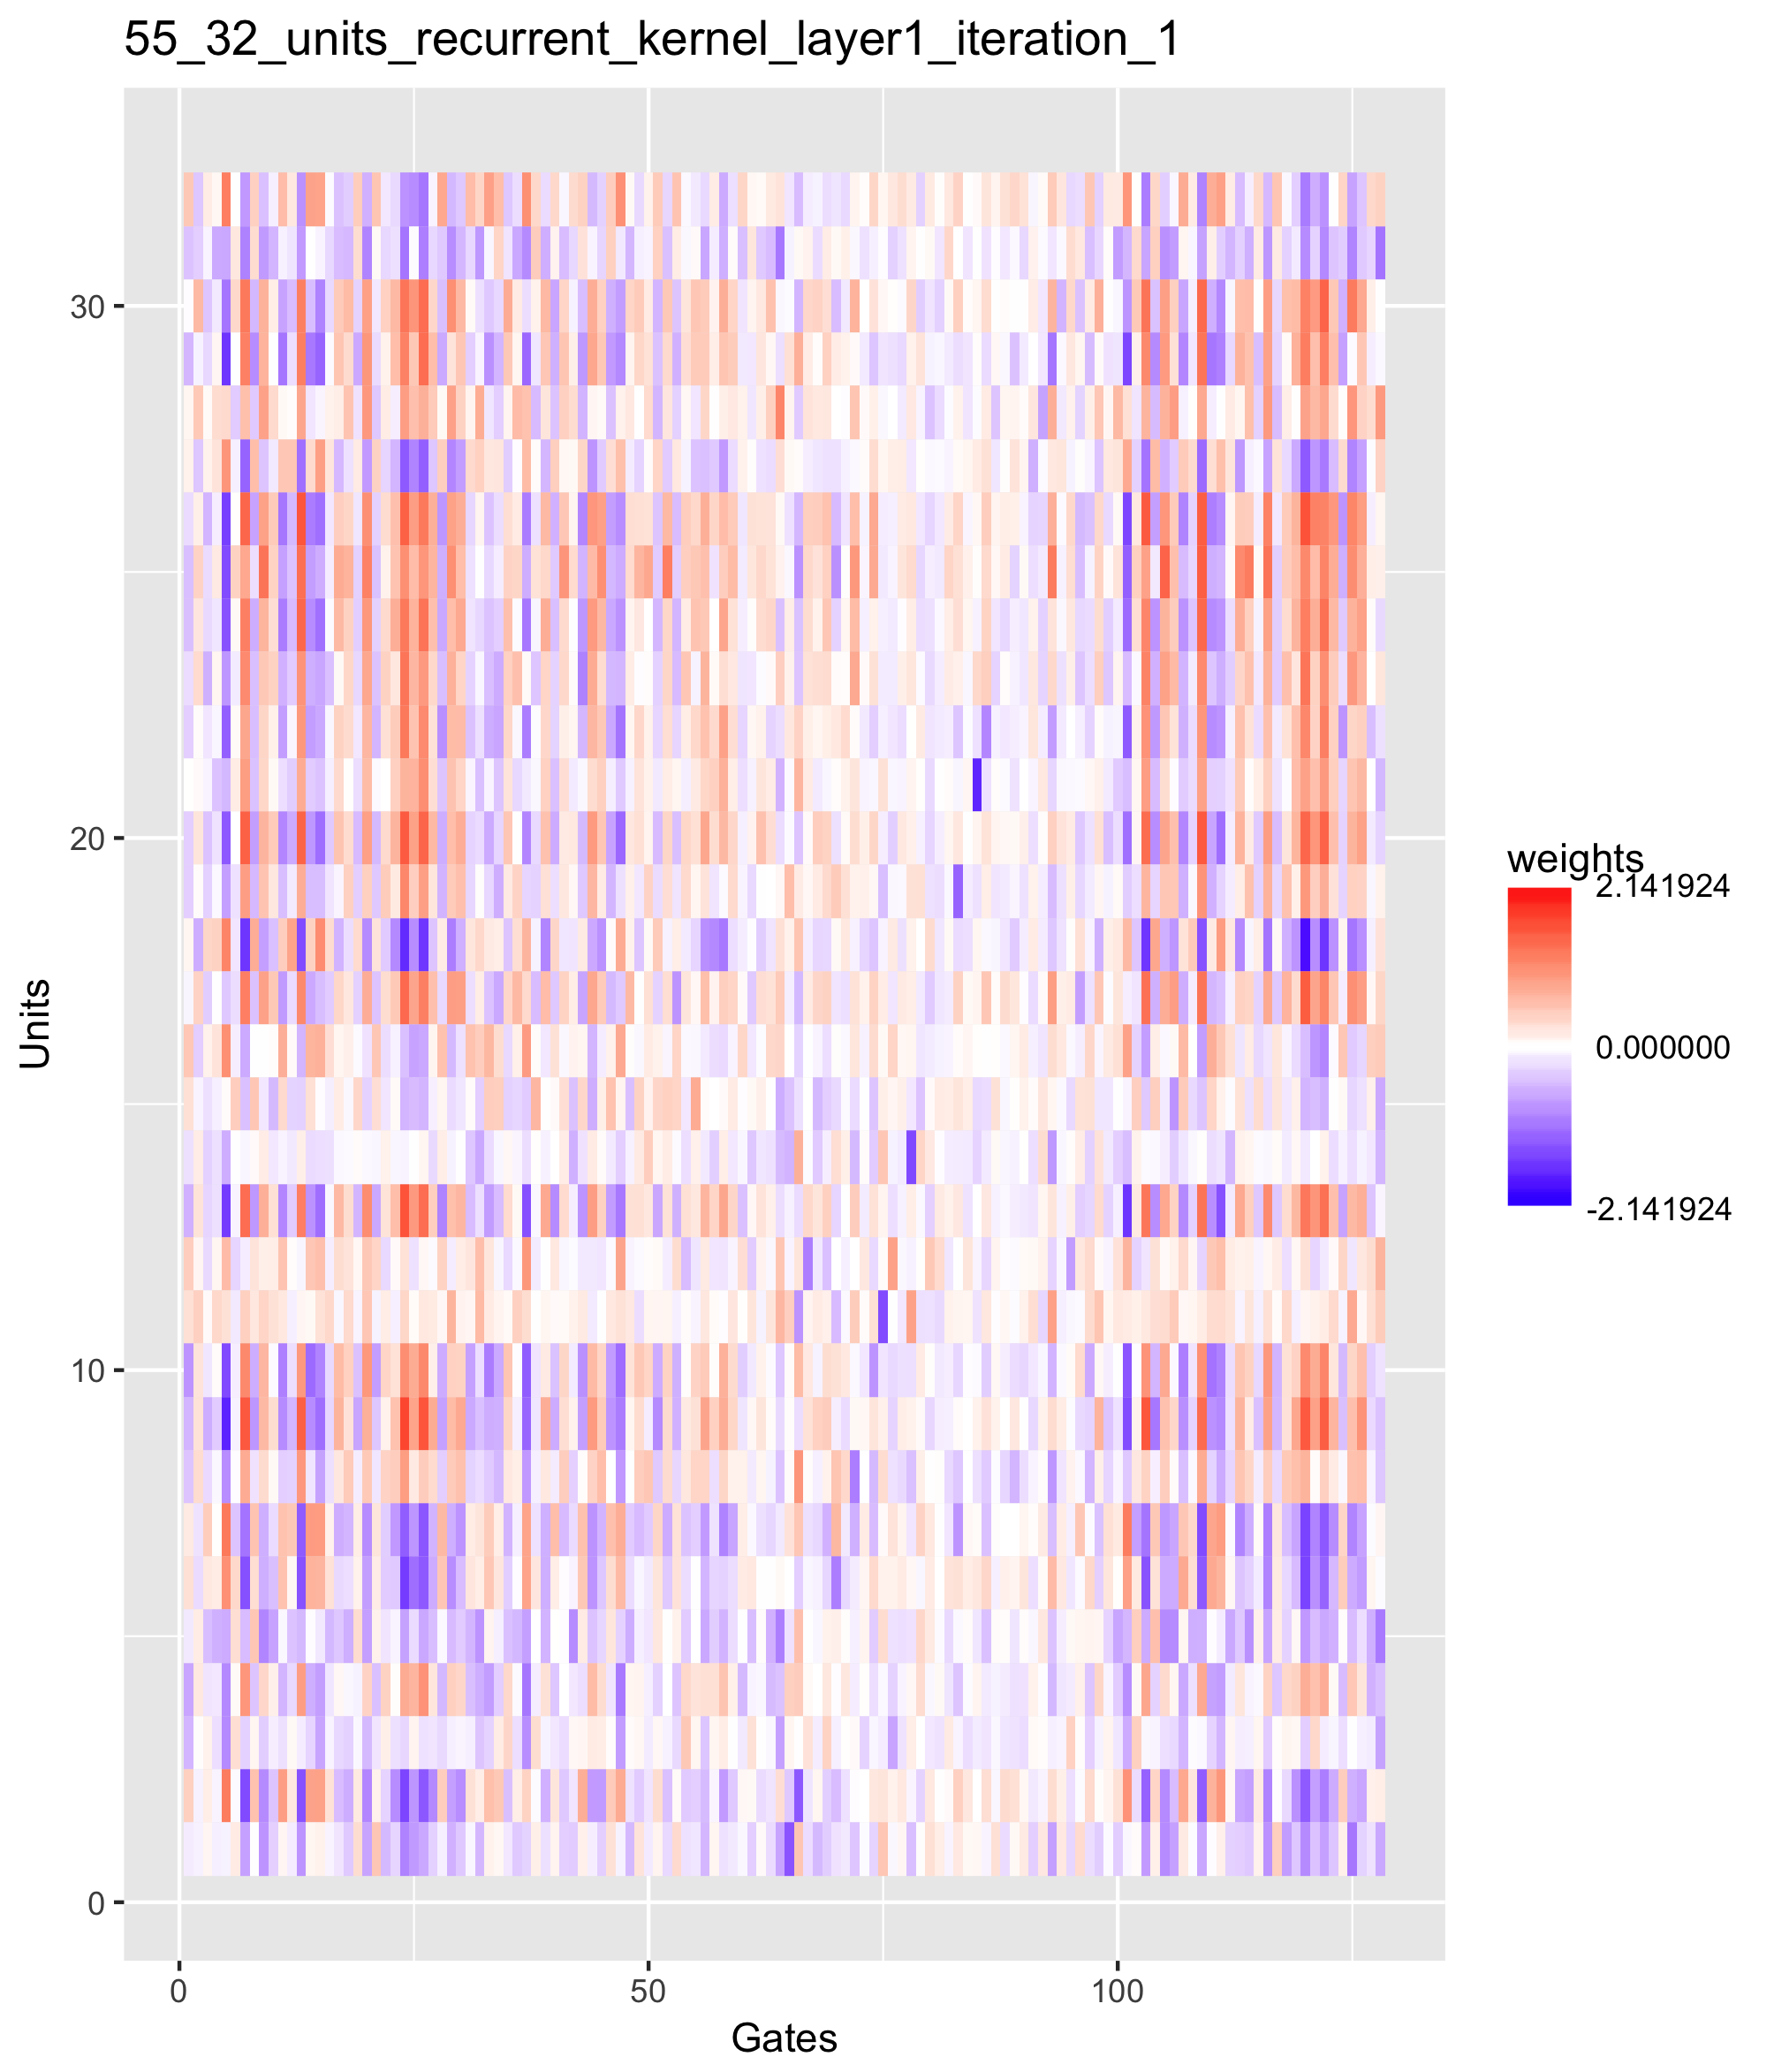 55_32_units_recurrent_kernel_layer1_iteration_1
30
20
10
0
Units
0
50
100
Gates
weights
2.141924
0.000000
-2.141924